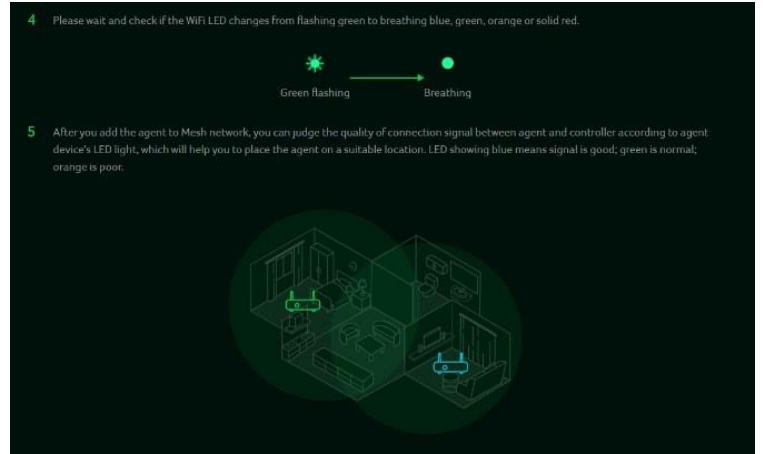 4 Please wait and check if the WiFi LED changes from flashing green to breathing blue, green, orange or solid red.
Green flashing
Breathing
5 After you add the agent to Mesh network, you can judge the quality of connection signal between agent and controller according to agent
device's LED light, which will help you to place the agent on a suitable location. LED showing blue means signal is good; green is normal;
orange is poor.